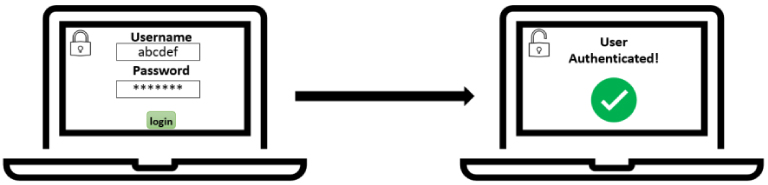 Username
abcdef
Password
*******
login
User
Authenticated!